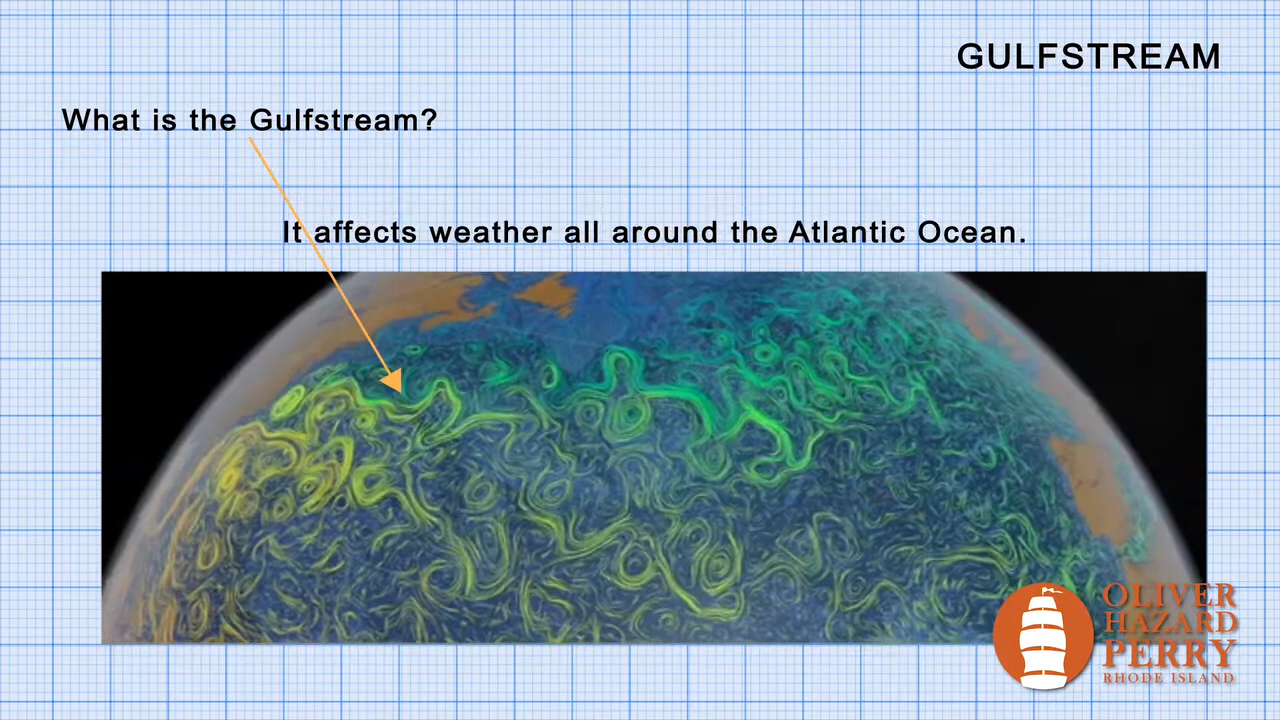 GULFSTREAM
What is the Gulfstream?
It affects weather all around the Atlantic Ocean.
OLIVER
HAZARD
PERRY
RHODE ISLAND